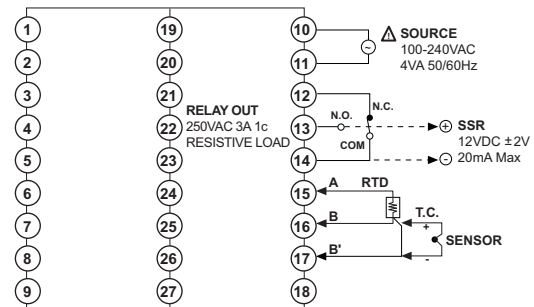 1 19 10
2 20 11
3 21 12
4 22 13
5 23 14
6 24 15
7 25 16
8 26 17
9 27 18
SOURCE
100-240VAC
4VA 50/60Hz
RELAY OUT
250VAC 3A 1c
RESISTIVE LOAD
N.C.
N.O.
COM
+ SSR
12VDC ±2V
- 20mA Max
A RTD
B
B'
T.C.
+
SENSOR
-